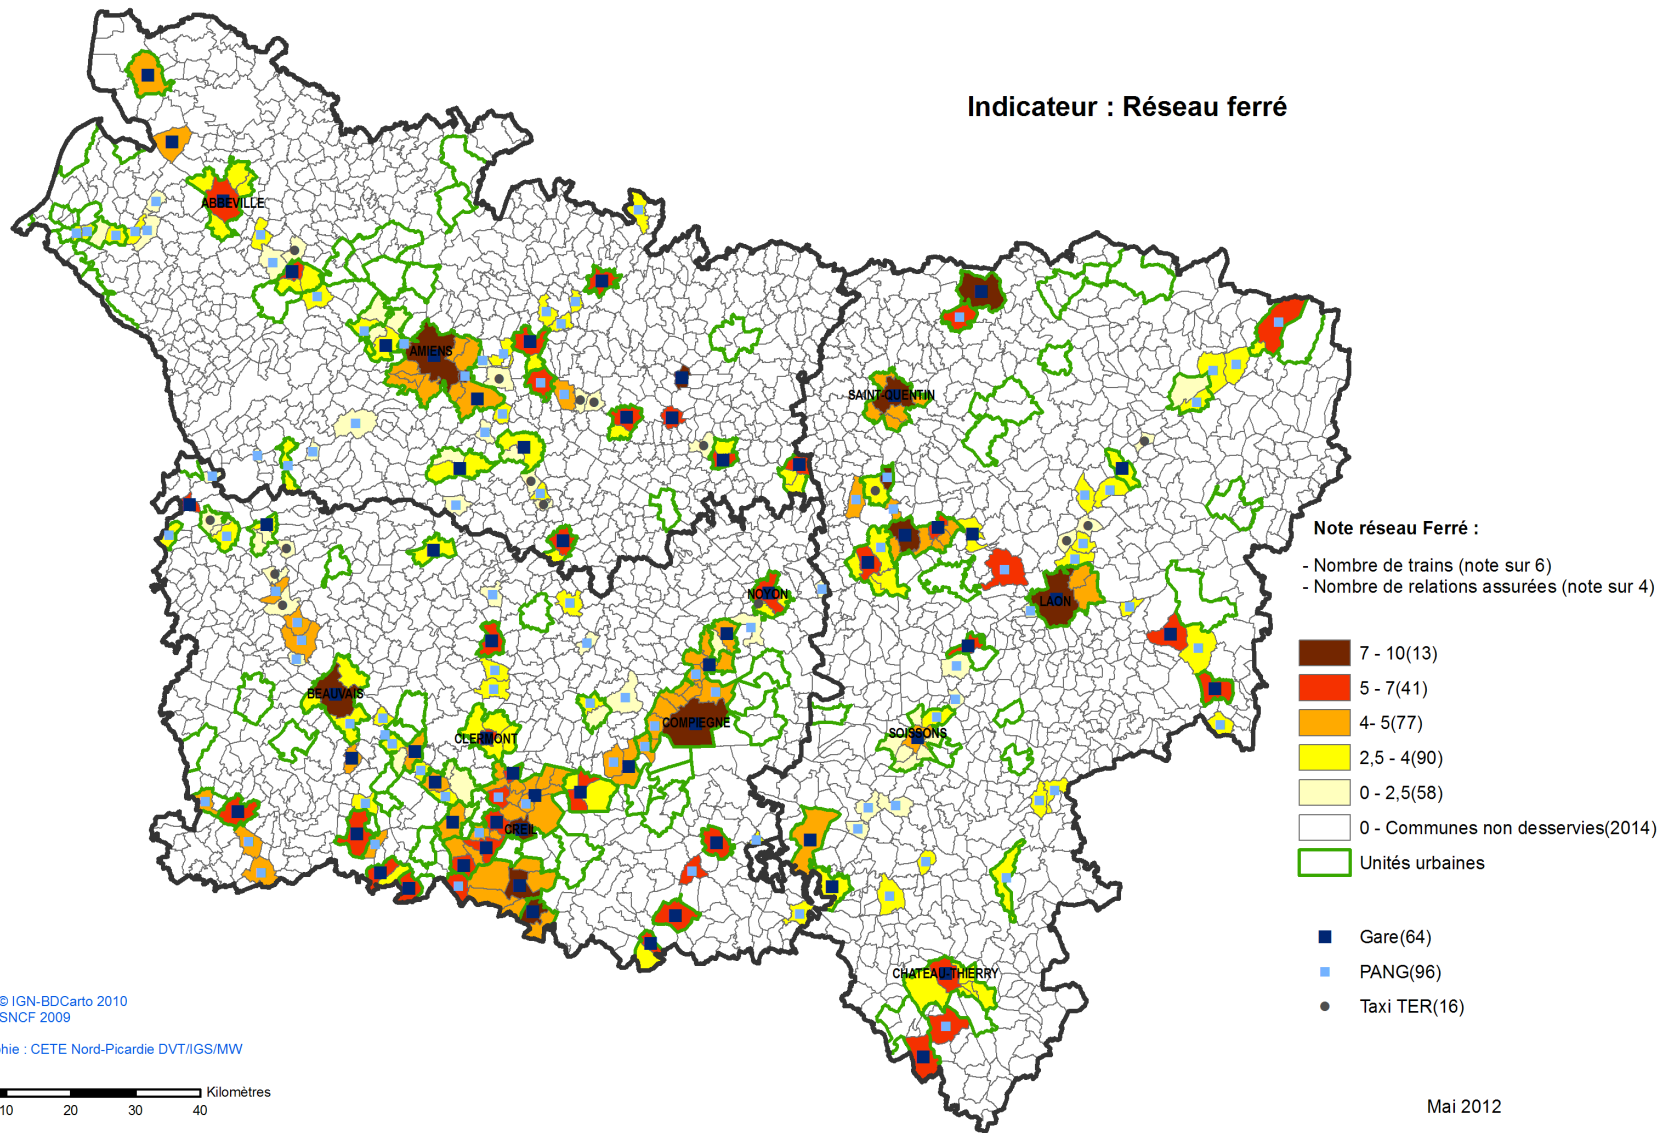 Indicateur : Réseau ferré
ABBEVILLE
AMIENS
SAINT-QUENTIN
Note réseau Ferré :
- Nombre de trains (note sur 6)
- Nombre de relations assurées (note sur 4)
NOYON
LAON
BEAUVAIS
COMPIEGNE
CLERMONT
SOISSONS
CREIL
CHATEAU-THIERRY
7 - 10(13)
5 - 7(41)
4- 5(77)
2,5 - 4(90)
0 - 2,5(58)
0 - Communes non desservies(2014)
Unités urbaines
Gare(64)
PANG(96)
Taxi TER(16)
© IGN-BDCarto 2010
SNCF 2009
: CETE Nord-Picardie DVT/IGS/MW
Kilomètres
10 20 30 40
Mai 2012